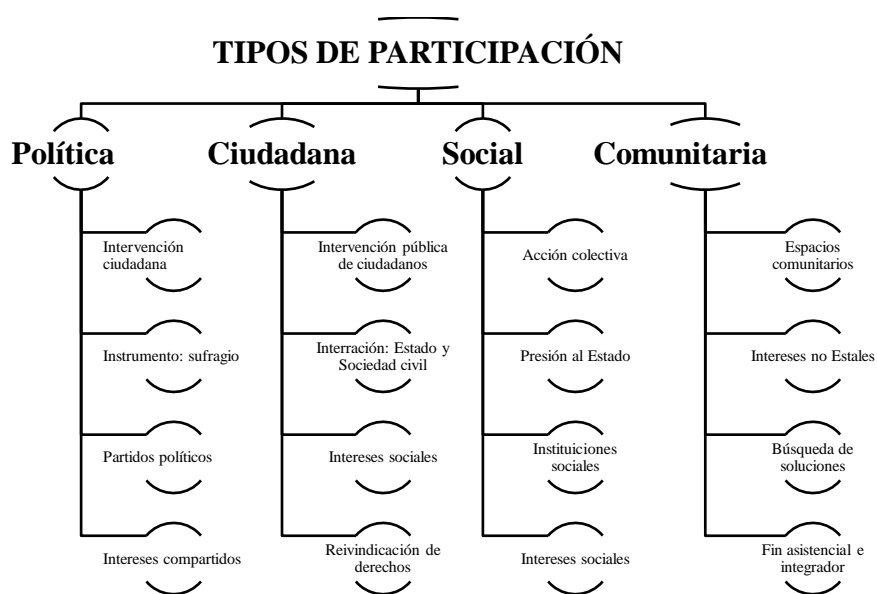 TIPOS DE PARTICIPACIÓN
Política
Intervención
ciudadana
Instrumento: sufragio
Partidos políticos
Intereses compartidos
Ciudadana
Intervención pública
de ciudadanos
Interración: Estado y
Sociedad civil
Intereses sociales
Reivindicación de
derechos
Social
Acción colectiva
Presión al Estado
Instituiciones
sociales
Intereses sociales
Comunitaria
Espacios
comunitarios
Intereses no Estales
Búsqueda de
soluciones
Fin asistencial e
integrador